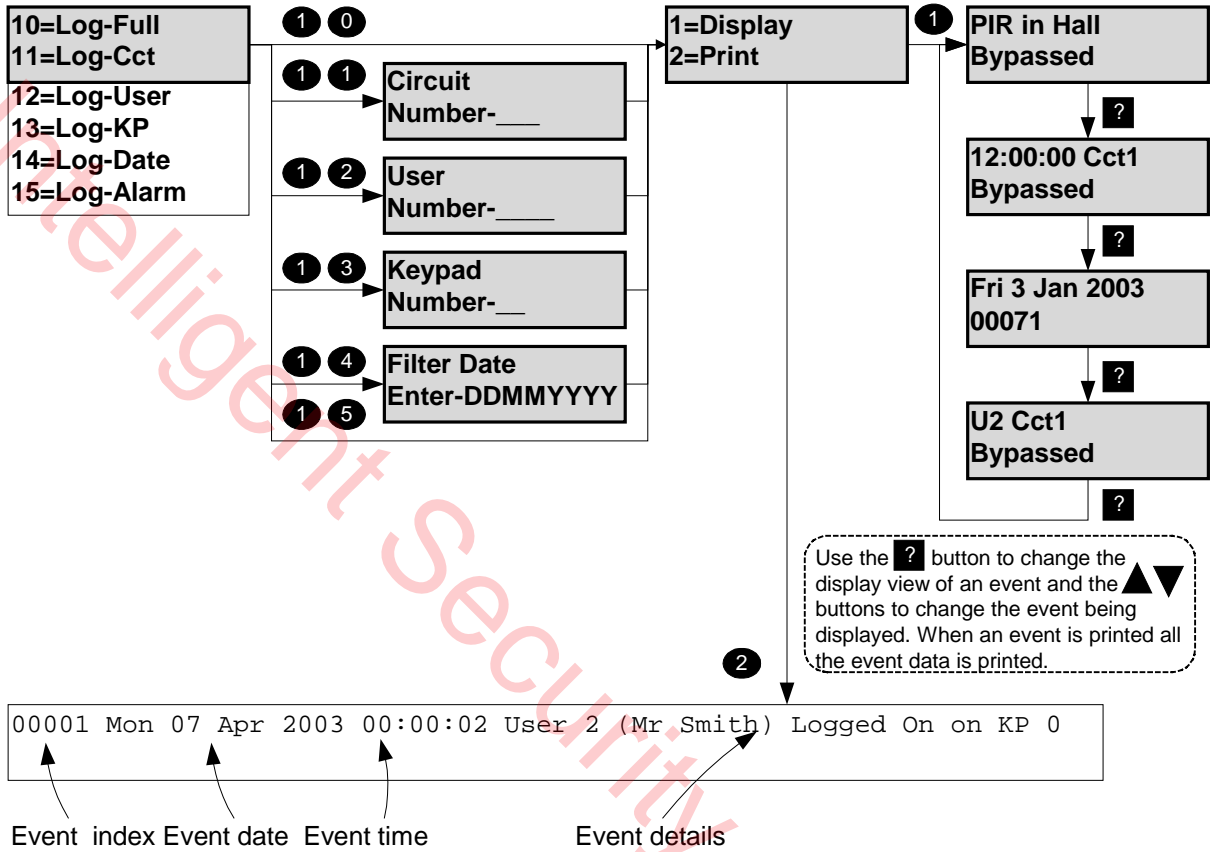 10=Log-Full
11=Log-Cct
12=Log-User
13=Log-KP
14=Log-Date
15=Log-Alarm
1 0
1 1
Circuit
Number-___
1 2
User
Number-____
1 3
Keypad
Number-__
1 4
Filter Date
Enter-DDMMYYYY
1 5
1=Display
2=Print
1
PIR in Hall
Bypassed
?
12:00:00 Cct1
Bypassed
?
Fri 3 Jan 2003
00071
?
U2 Cct1
Bypassed
?
Use the ? button to change the
display view of an event and the ▲▼
buttons to change the event being
displayed. When an event is printed all
the event data is printed.
2
00001 Mon 07 Apr 2003 00:00:02 User 2 (Mr Smith) Logged On on KP 0
Event index Event date Event time Event details
Intelligent Security